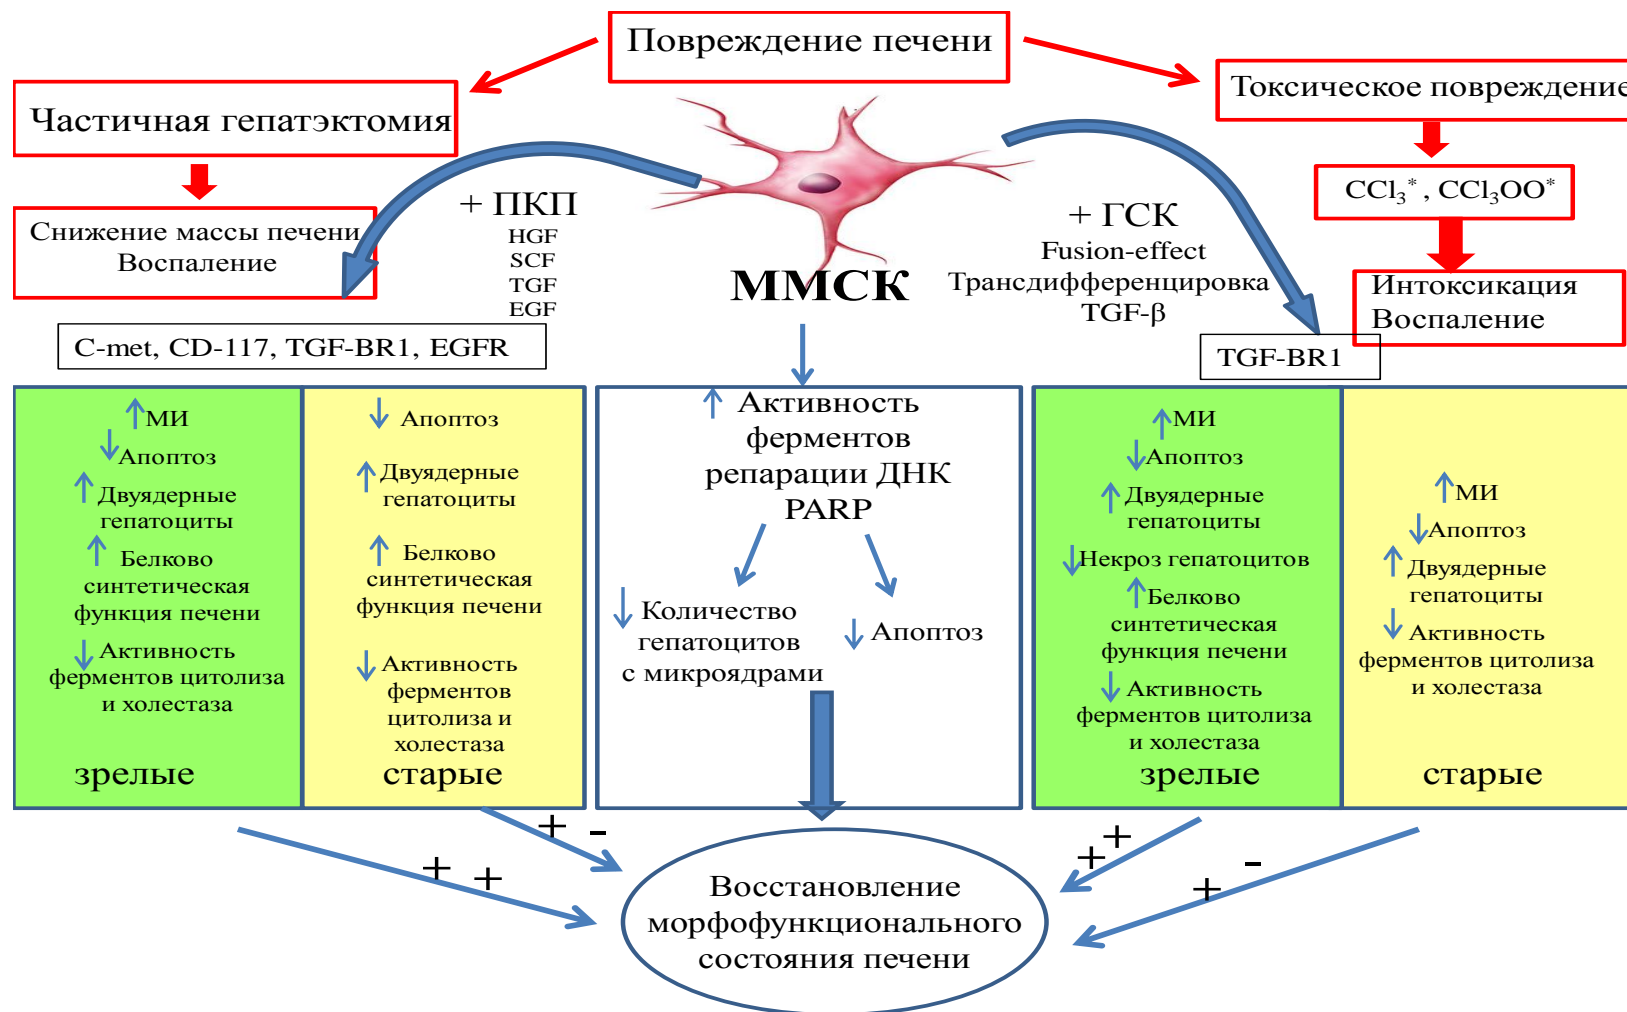 Повреждение печени
Частичная гепатэктомия
Токсическое повреждение
Снижение массы печени
Воспаление
+ ПКП
HGF
SCF
TGF
EGF
ММСК
+ ГСК
Fusion-effect
Трансдифференцировка
TGF-β
CCl₃* , CCl₃OO*
Интоксикация
Воспаление
C-met, CD-117, TGF-BR1, EGFR
TGF-BR1
↑МИ
↓Апоптоз
↑Двуядерные
гепатоциты
↑ Белково
синтетическая
функция печени
↓Активность
ферментов цитолиза
и холестаза
зрелые
↓ Апоптоз
↑Двуядерные
гепатоциты
↑ Белково
синтетическая
функция печени
↓Активность
ферментов
цитолиза и
холестаза
старые
↑ Активность
ферментов
репарации ДНК
PARP
↓Количество
гепатоцитов
с микроядрами
↓ Апоптоз
↑МИ
↓Апоптоз
↑Двуядерные
гепатоциты
↓Некроз гепатоцитов
↑Белково
синтетическая
функция печени
↓Активность
ферментов цитолиза
и холестаза
зрелые
↑МИ
↓Апоптоз
↑Двуядерные
гепатоциты
↓Активность
ферментов цитолиза
и холестаза
старые
+ +
+ -
+ +
+ -
Восстановление
морфофункционального
состояния печени